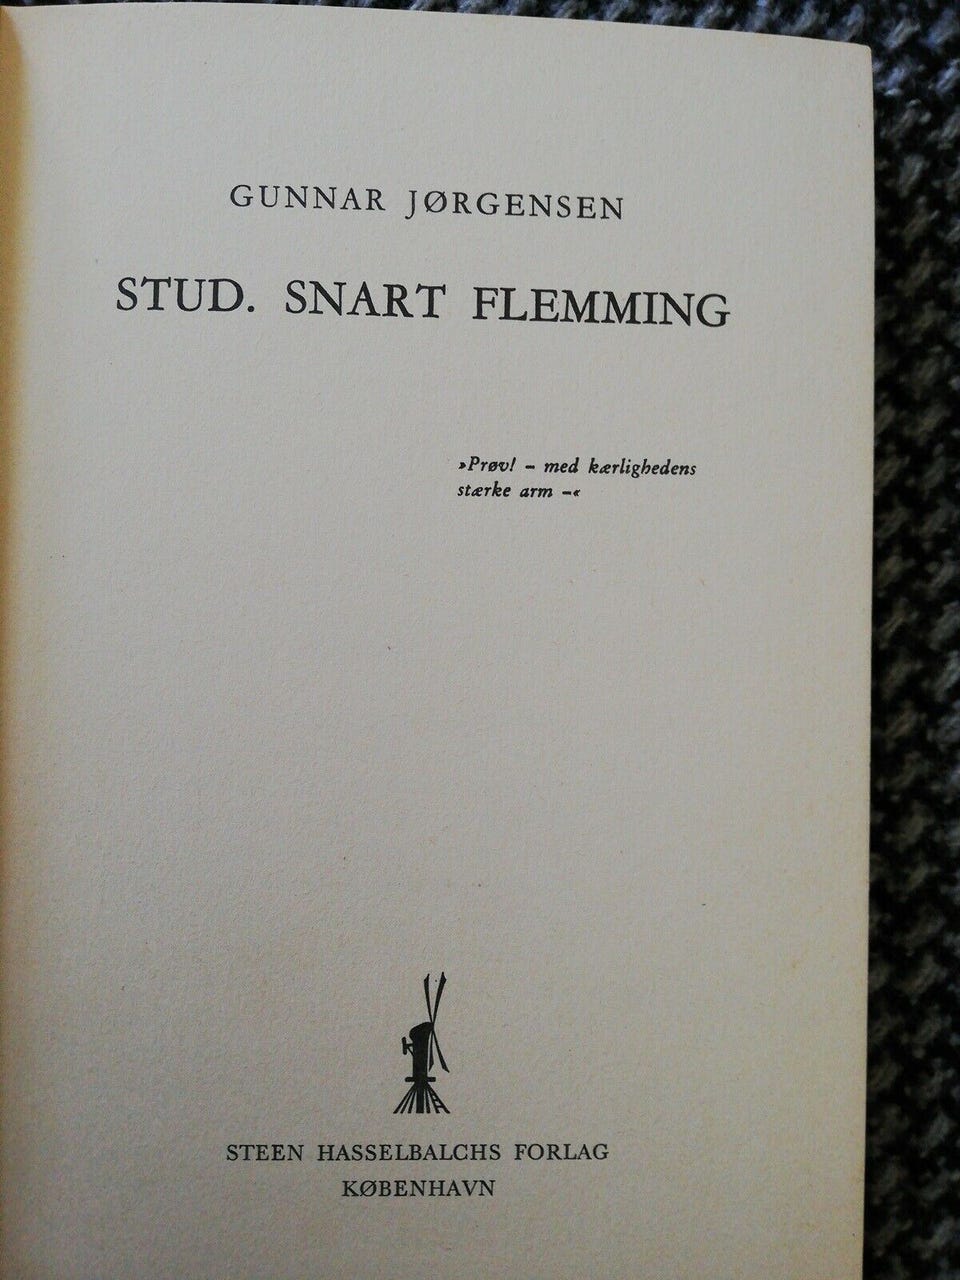 GUNNAR JØRGENSEN
STUD. SNART FLEMMING
»Prøv! – med kærlighedens
stærke arm –«
STEEN HASSELBALCHS FORLAG
KØBENHAVN